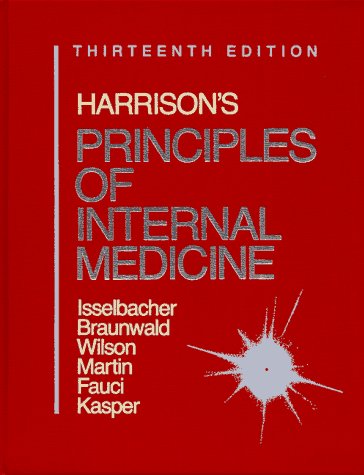 THIRTEENTH EDITION
HARRISON'S
PRINCIPLES
OF
INTERNAL
MEDICINE
Isselbacher
Braunwald
Wilson
Martin
Fauci
Kasper